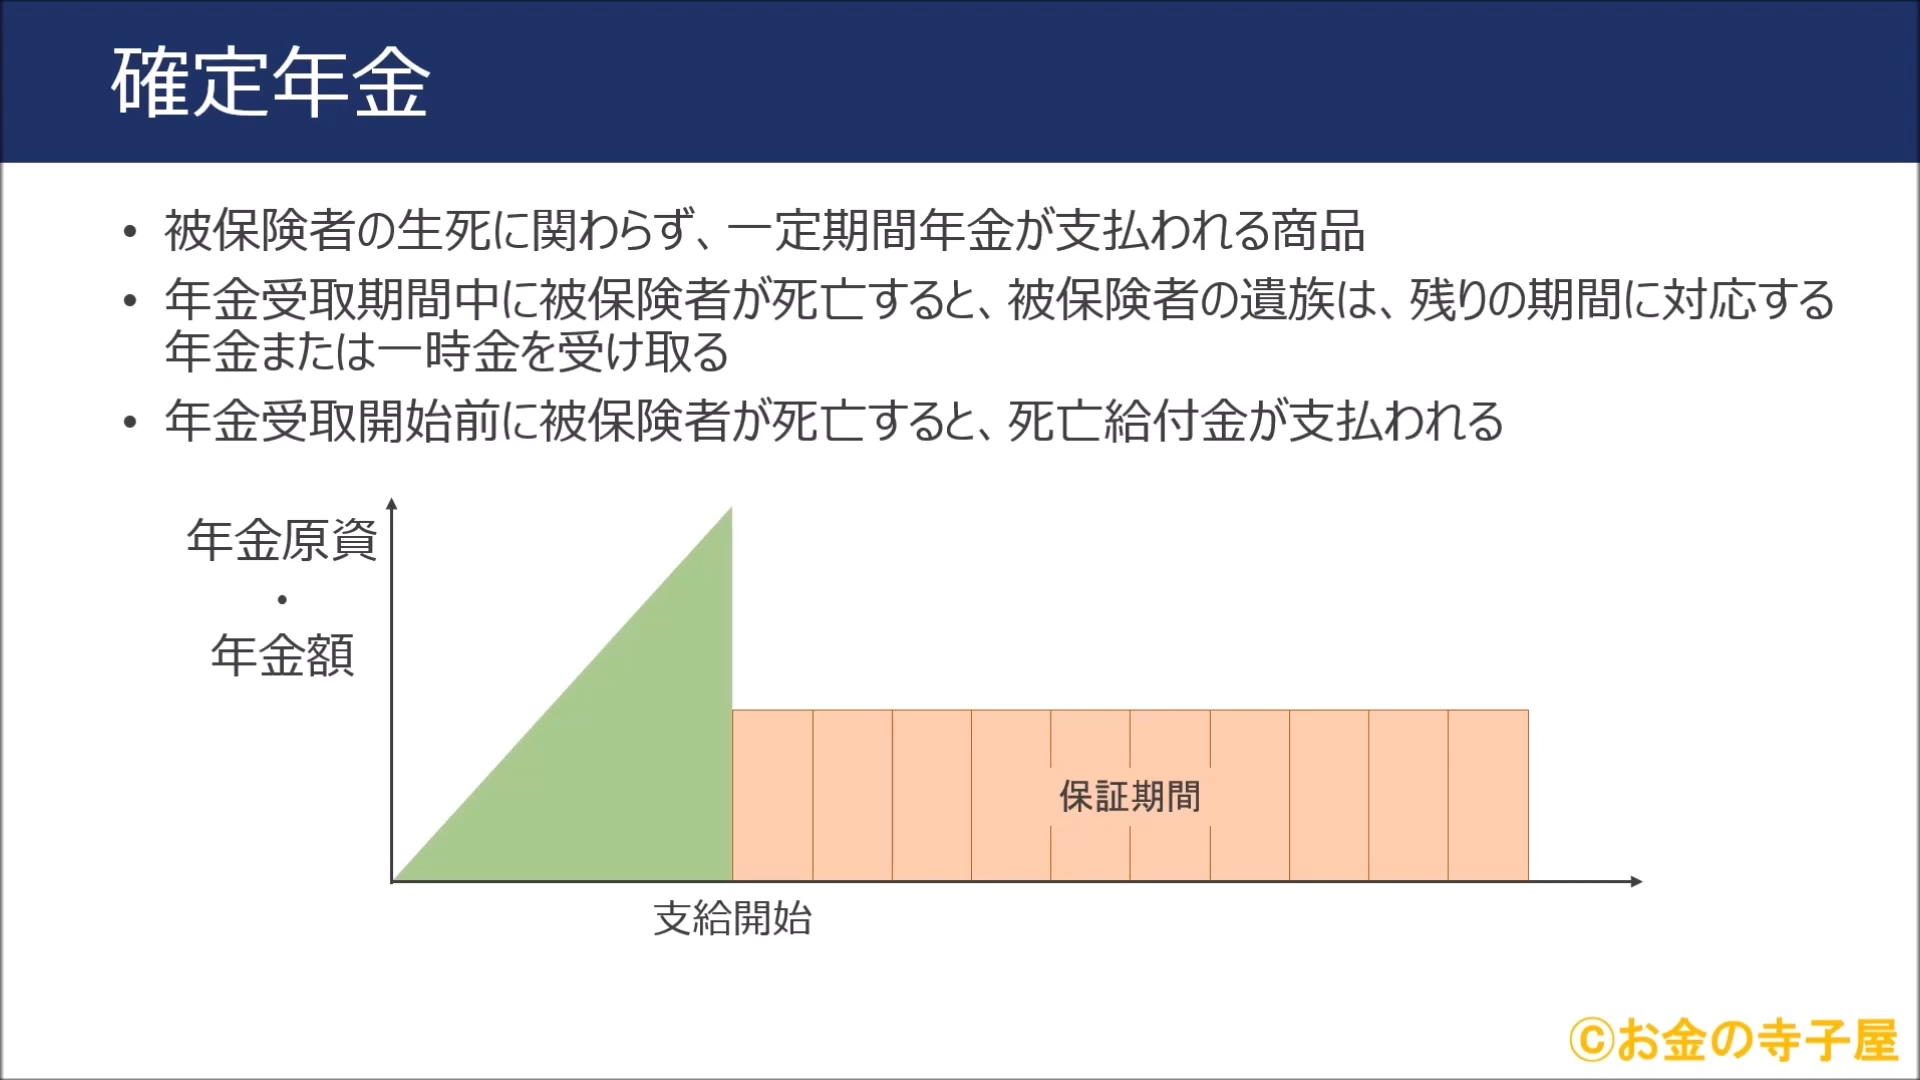 確定年金
• 被保険者の生死に関わらず、一定期間年金が支払われる商品
• 年金受取期間中に被保険者が死亡すると、被保険者の遺族は、残りの期間に対応する
年金または一時金を受け取る
• 年金受取開始前に被保険者が死亡すると、死亡給付金が支払われる
年金原資
・
年金額
保証期間
支給開始
©お金の寺子屋